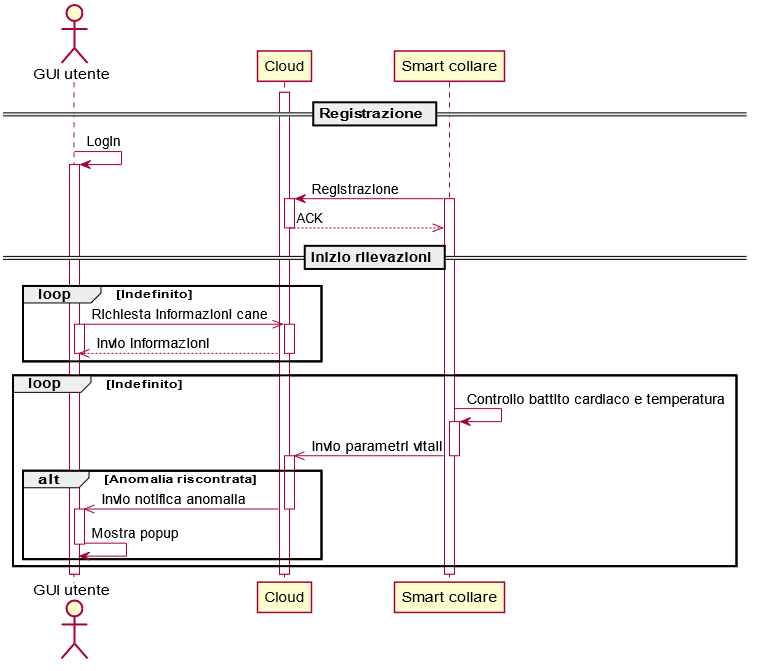 GUI utente
Cloud
Smart collare
Registrazione
Login
Registrazione
ACK
Inizio rilevazioni
loop [Indefinito]
Richiesta informazioni cane
Invio informazioni
loop [Indefinito]
Controllo battito cardiaco e temperatura
Invio parametri vitali
alt [Anomalia riscontrata]
Invio notifica anomalia
Mostra popup
GUI utente
Cloud
Smart collare